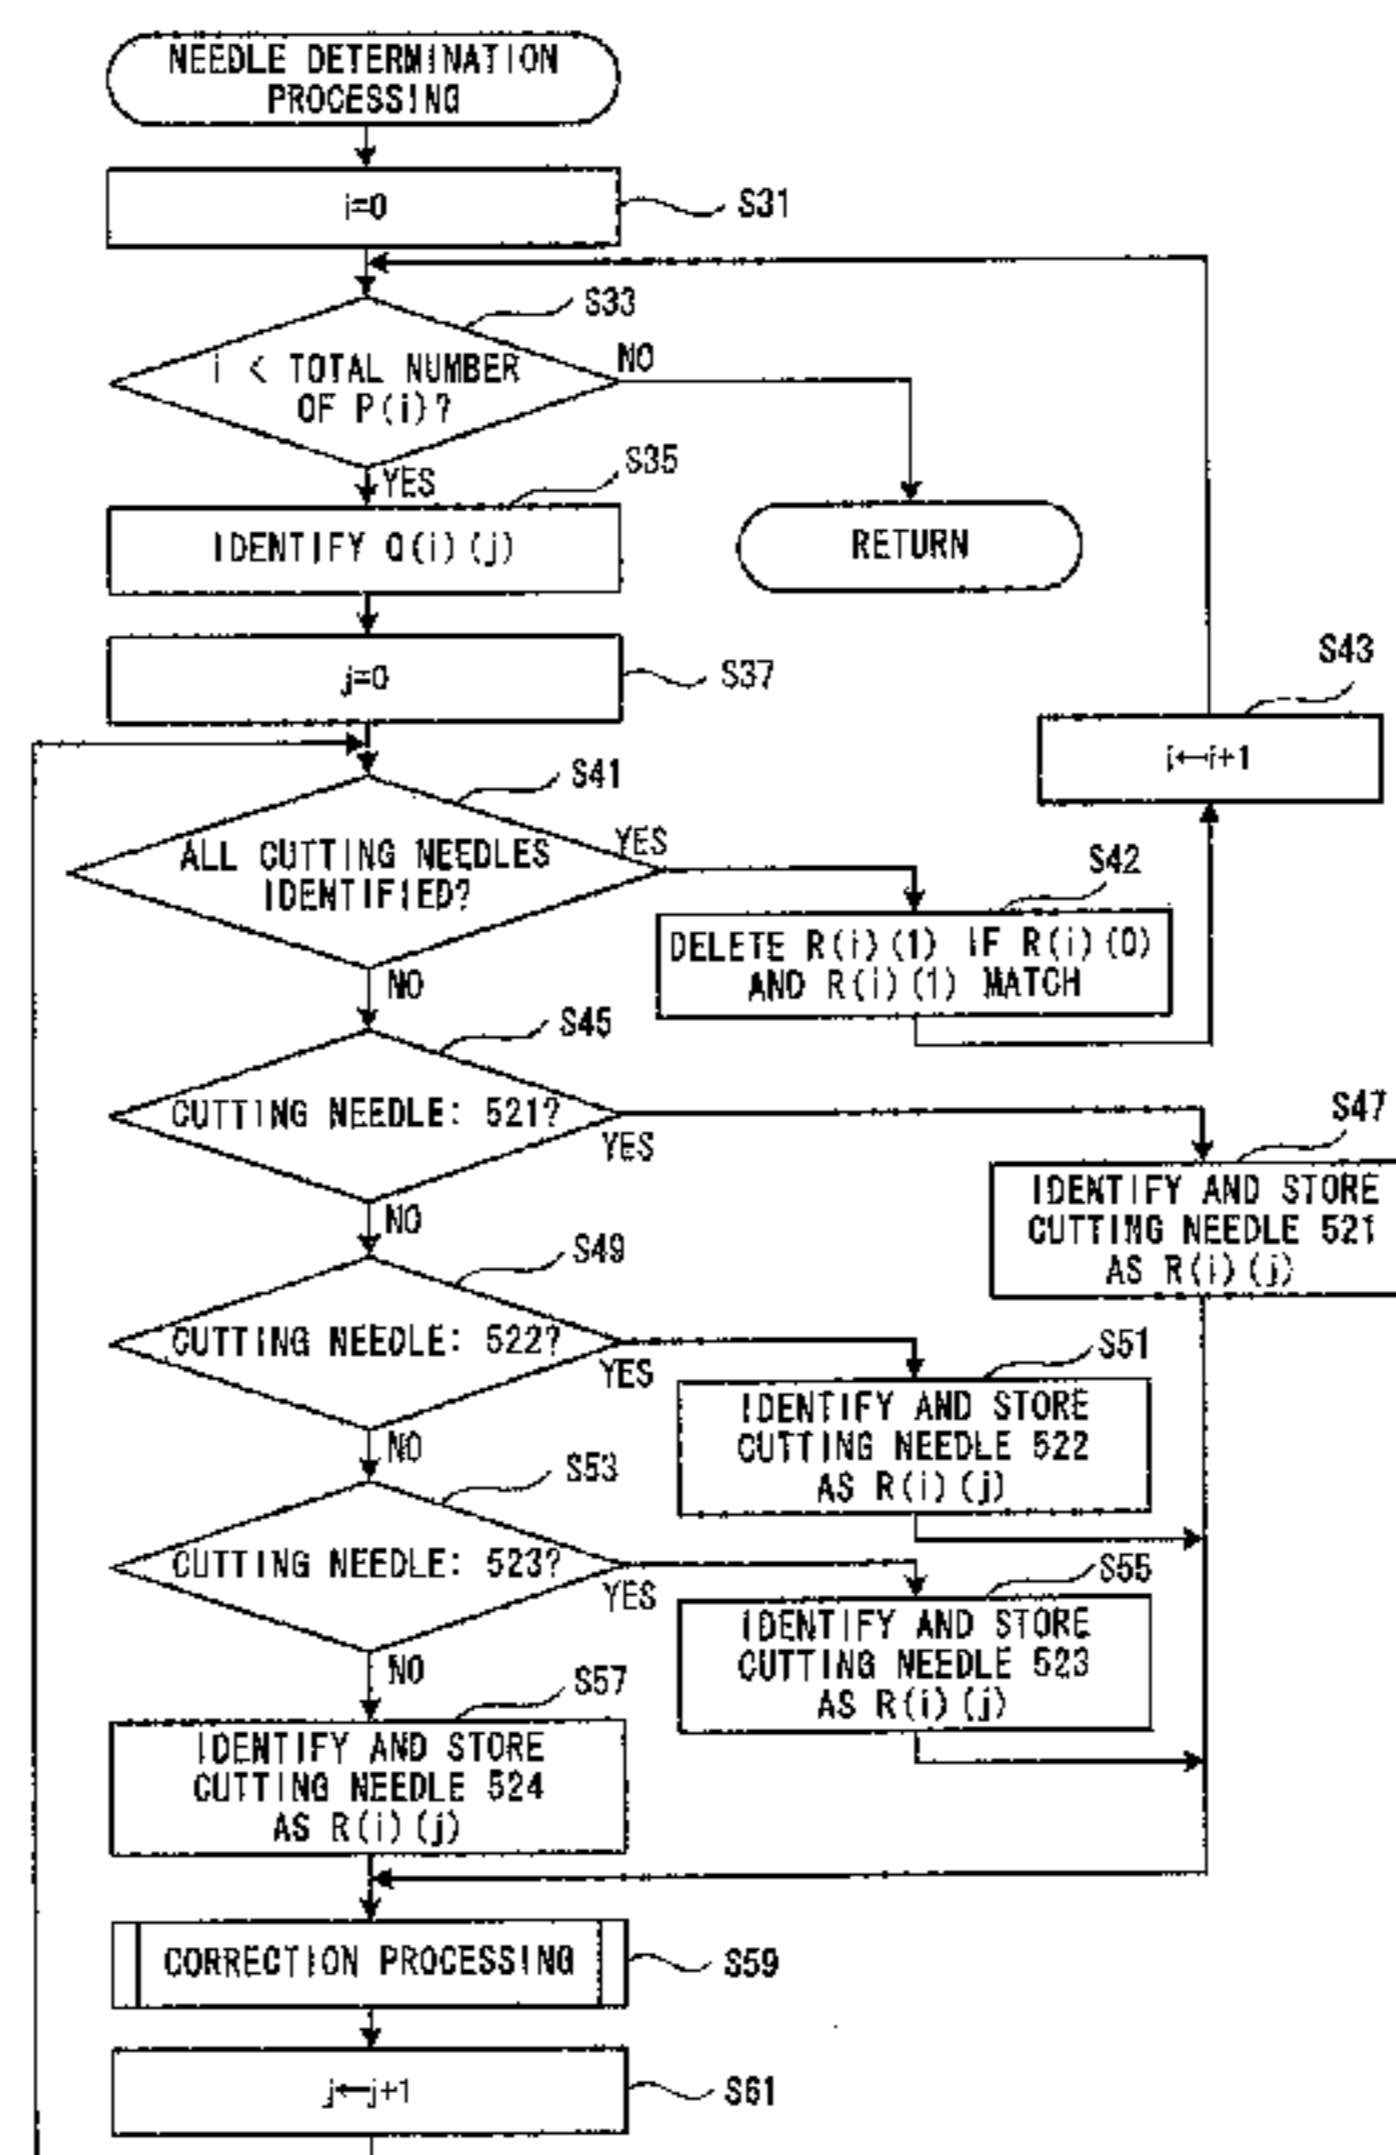 NEEDLE DETERMINATION
PROCESSING
i=0
S31
S33
i < TOTAL NUMBER
OF P(i)?
NO
YES
S35
IDENTIFY Q(i)(j)
RETURN
j=0
S37
S43
i←i+1
S41
ALL CUTTING NEEDLES
IDENTIFIED?
YES
NO
S42
DELETE R(i)(1) IF R(i)(0)
AND R(i)(1) MATCH
S45
CUTTING NEEDLE: 521?
YES
NO
S47
IDENTIFY AND STORE
CUTTING NEEDLE 521
AS R(i)(j)
S49
CUTTING NEEDLE: 522?
YES
NO
S51
IDENTIFY AND STORE
CUTTING NEEDLE 522
AS R(i)(j)
S53
CUTTING NEEDLE: 523?
YES
NO
S55
IDENTIFY AND STORE
CUTTING NEEDLE 523
AS R(i)(j)
S57
IDENTIFY AND STORE
CUTTING NEEDLE 524
AS R(i)(j)
CORRECTION PROCESSING
S59
j←j+1
S61